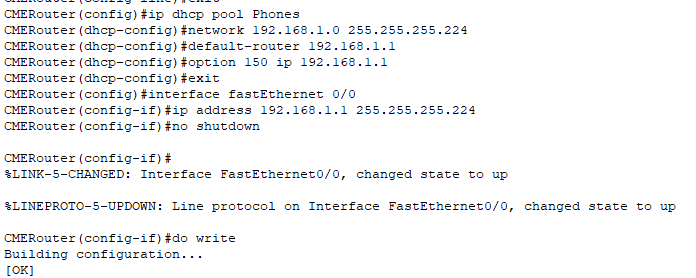 CMERouter(config)#ip dhcp pool Phones
CMERouter(dhcp-config)#network 192.168.1.0 255.255.255.224
CMERouter(dhcp-config)#default-router 192.168.1.1
CMERouter(dhcp-config)#option 150 ip 192.168.1.1
CMERouter(dhcp-config)#exit
CMERouter(config)#interface fastEthernet 0/0
CMERouter(config-if)#ip address 192.168.1.1 255.255.255.224
CMERouter(config-if)#no shutdown
CMERouter(config-if)#
%LINK-5-CHANGED: Interface FastEthernet0/0, changed state to up
%LINEPROTO-5-UPDOWN: Line protocol on Interface FastEthernet0/0, changed state to up
CMERouter(config-if)#do write
Building configuration...
[OK]